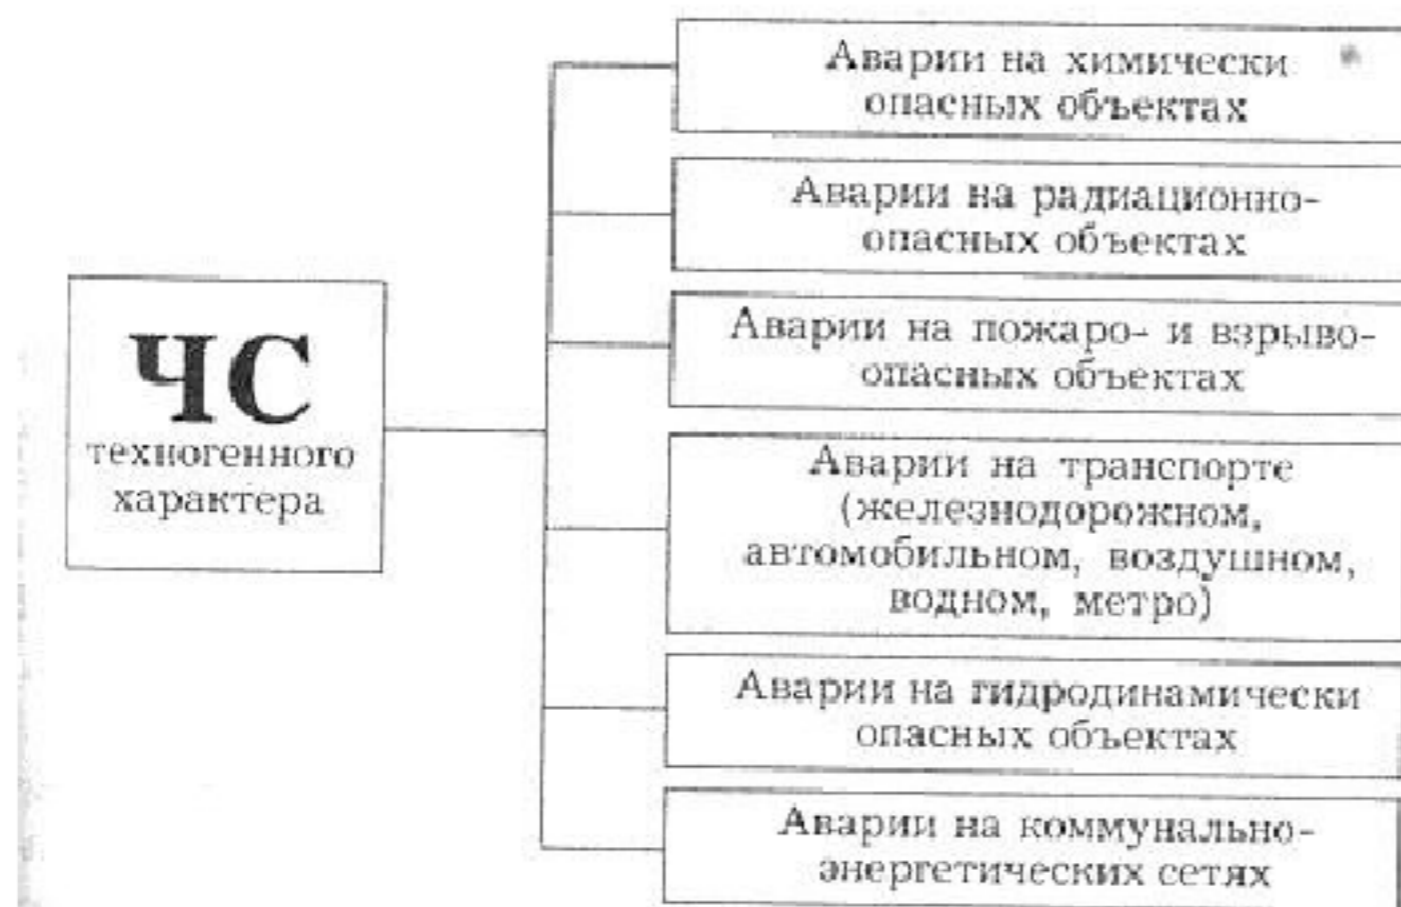 ЧС
техногенного
характера
Аварии на химически
опасных объектах
Аварии на радиационно-
опасных объектах
Аварии на пожаро- и взрыво-
опасных объектах
Аварии на транспорте
(железнодорожном,
автомобильном, воздушном,
водном, метро)
Аварии на гидродинамически
опасных объектах
Аварии на коммунально-
энергетических сетях